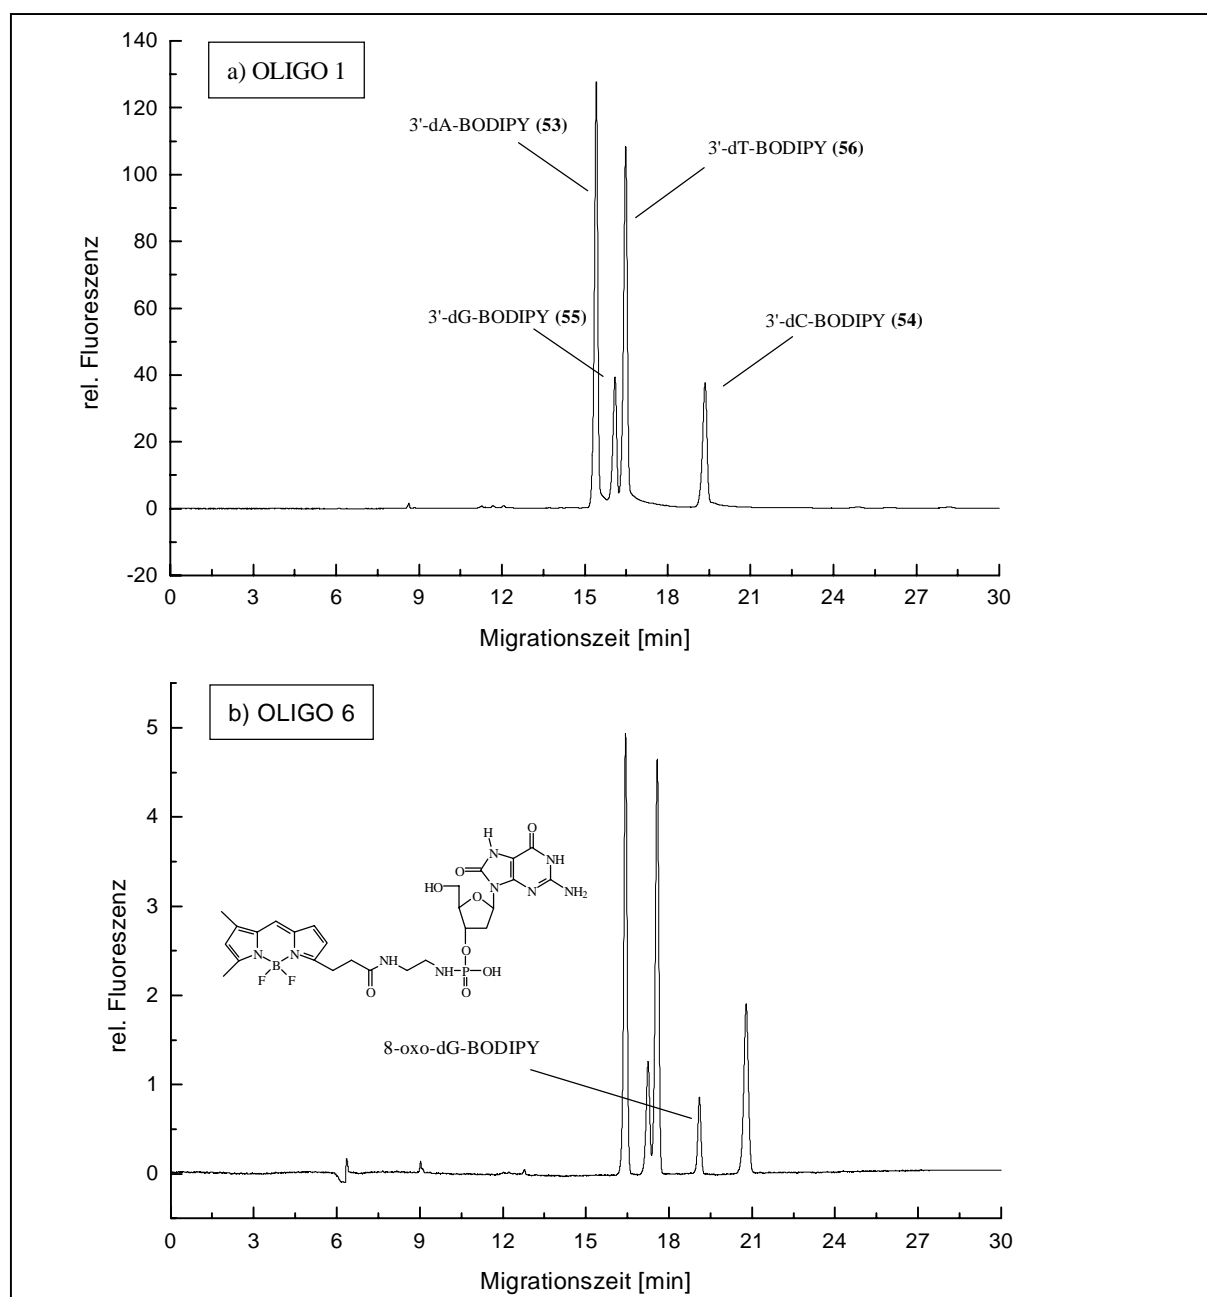 a) OLIGO 1
3'-dA-BODIPY (53)
3'-dT-BODIPY (56)
3'-dG-BODIPY (55)
3'-dC-BODIPY (54)
rel. Fluoreszenz
140
120
100
80
60
40
20
0
-20
0 3 6 9 12 15 18 21 24 27 30
Migrationszeit [min]
b) OLIGO 6
rel. Fluoreszenz
5
4
3
2
1
0
H O
N NH
O
N N NH2
HO O
O
N N NH NH P OH
B
F F O O
8-oxo-dG-BODIPY
0 3 6 9 12 15 18 21 24 27 30
Migrationszeit [min]